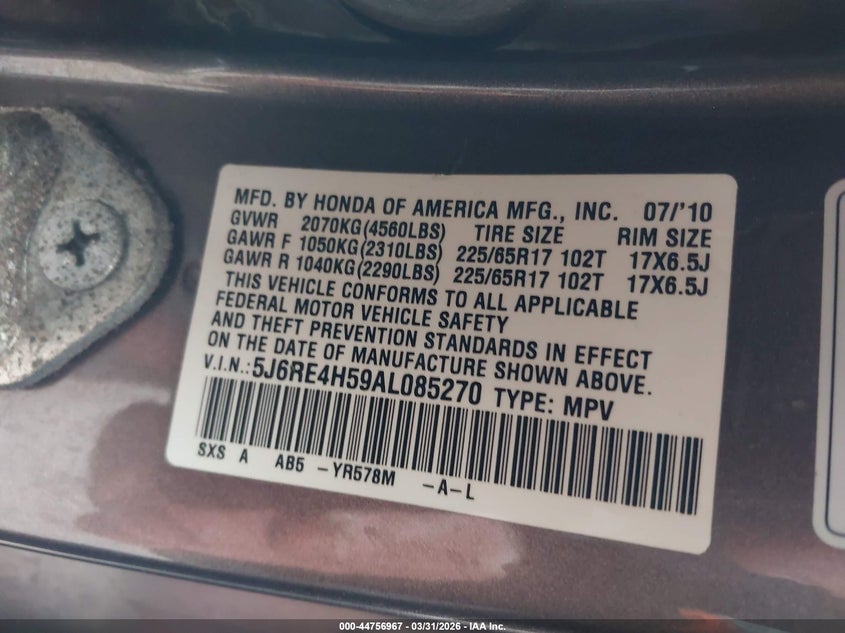 MFD. BY HONDA OF AMERICA MFG., INC. 07/'10
GVWR 2070KG(4560LBS) TIRE SIZE RIM SIZE
GAWR F 1050KG(2310LBS) 225/65R17 102T 17X6.5J
GAWR R 1040KG(2290LBS) 225/65R17 102T 17X6.5J
THIS VEHICLE CONFORMS TO ALL APPLICABLE
FEDERAL MOTOR VEHICLE SAFETY
AND THEFT PREVENTION STANDARDS IN EFFECT
ON THE DATE OF MANUFACTURE SHOWN ABOVE.
V.I.N.:5J6RE4H59AL085270 TYPE: MPV
SXS A AB5 -YR578M -A-L
000-44756967 - 03/31/2026 - IAA Inc.